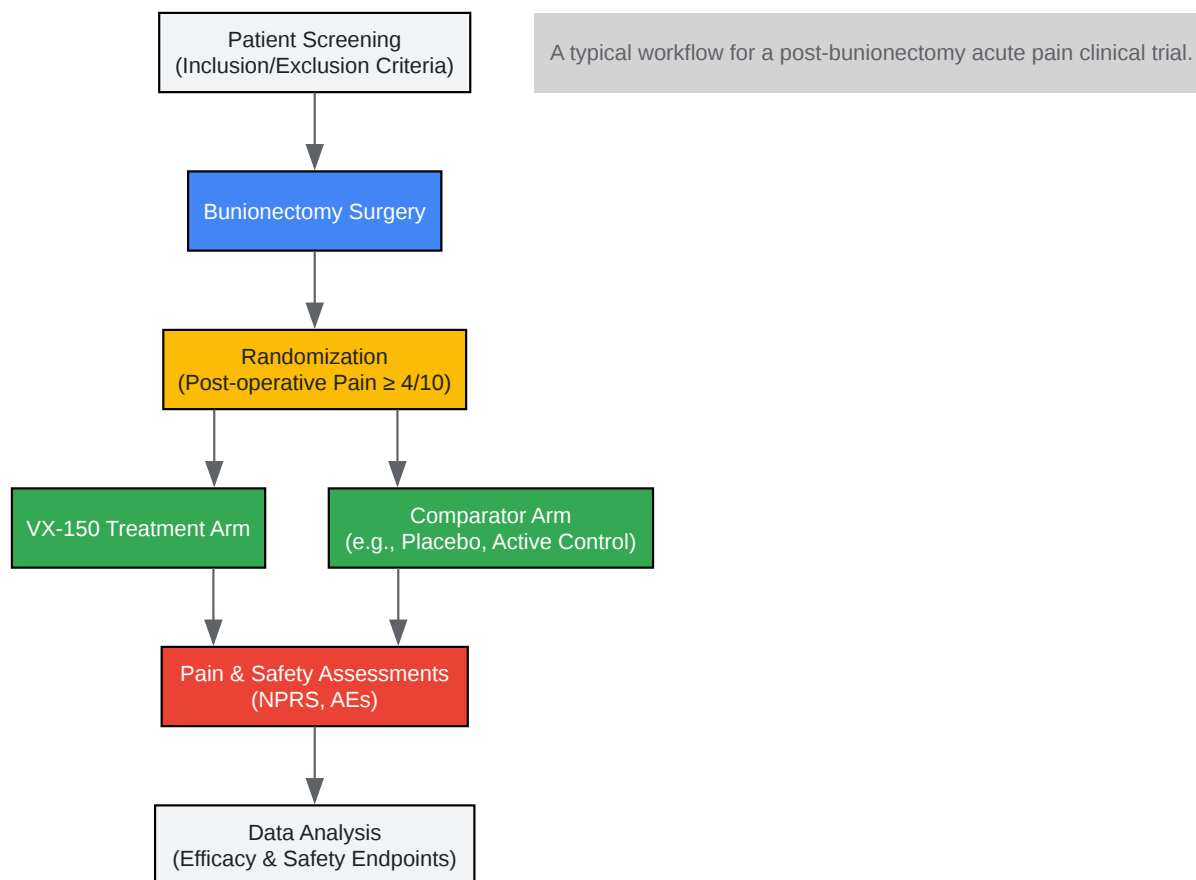 Patient Screening
(Inclusion/Exclusion Criteria)
A typical workflow for a post-bunionectomy acute pain clinical trial.
Bunionectomy Surgery
Randomization
(Post-operative Pain ≥ 4/10)
VX-150 Treatment Arm
Comparator Arm
(e.g., Placebo, Active Control)
Pain & Safety Assessments
(NPRS, AEs)
Data Analysis
(Efficacy & Safety Endpoints)